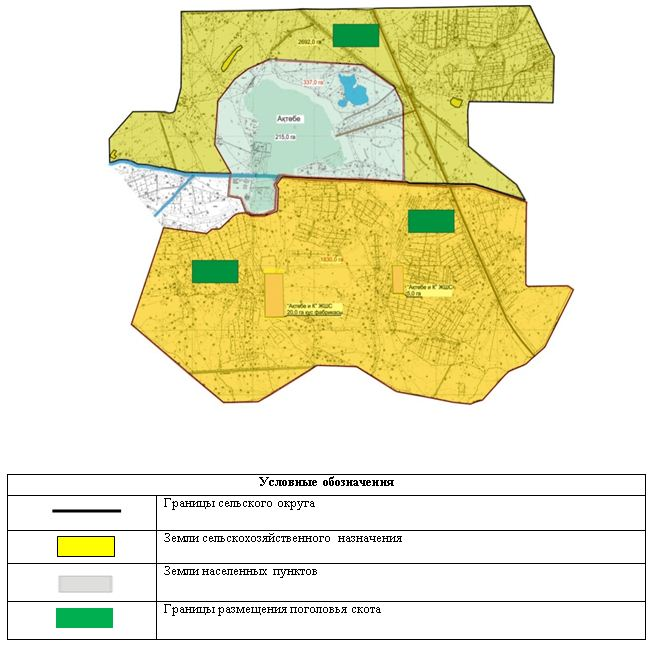 2692,0 га
337,0 га
Актебе
215,0 га
1830,0 га
"Актебе и К" ЖШС
20,0 га кус фабрикасы
"Актебе и К" ЖШС
5,0 га
Условные обозначения
Границы сельского округа
Земли сельскохозяйственного назначения
Земли населенных пунктов
Границы размещения поголовья скота